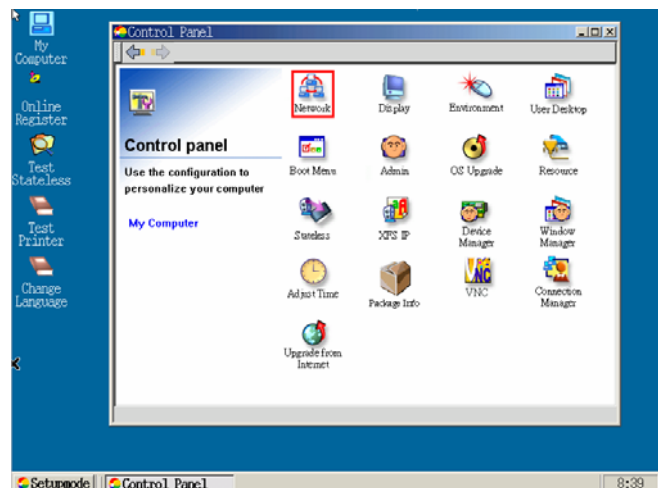 My
Computer
Online
Register
Test
Stateless
Test
Printer
Change
Language
Control Panel
Control panel
Use the configuration to
personalize your computer
My Computer
Network
Display
Environment
User Desktop
Boot Menu
Admin
OS Upgrade
Resource
Stateless
XFS IP
Device
Manager
Window
Manager
Adjust Time
Package Info
VNC
VNC
Connection
Manager
Upgrade from
Internet
Setupmode
Control Panel
8:39